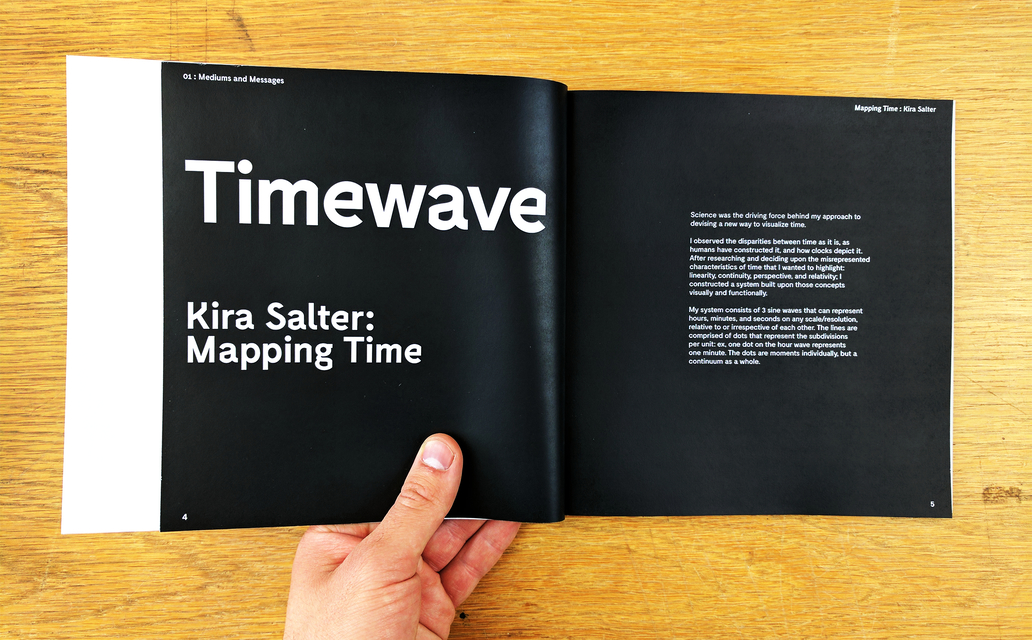 01 : Mediums and Messages
Timewave
Kira Salter:
Mapping Time
4
Mapping Time : Kira Salter
Science was the driving force behind my approach to
devising a new way to visualize time.
I observed the disparities between time as it is, as
humans have constructed it, and how clocks depict it.
After researching and deciding upon the misrepresented
characteristics of time that I wanted to highlight:
linearity, continuity, perspective, and relativity; I
constructed a system built upon those concepts
visually and functionally.
My system consists of 3 sine waves that can represent
hours, minutes, and seconds on any scale/resolution,
relative to or irrespective of each other. The lines are
comprised of dots that represent the subdivisions
per unit: ex, one dot on the hour wave represents
one minute. The dots are moments individually, but a
continuum as a whole.
5